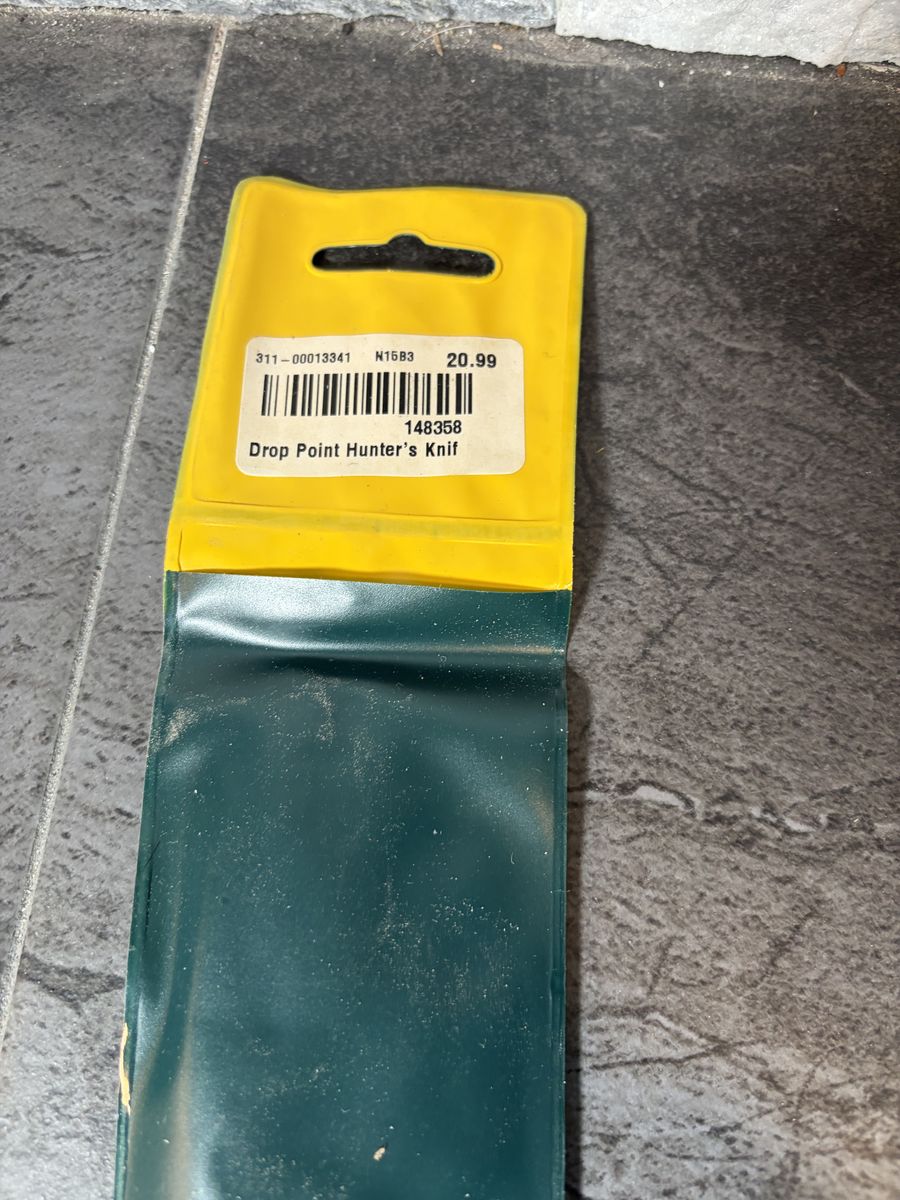 311-00013341 N15B3 20.99
148358
Drop Point Hunter's Knif